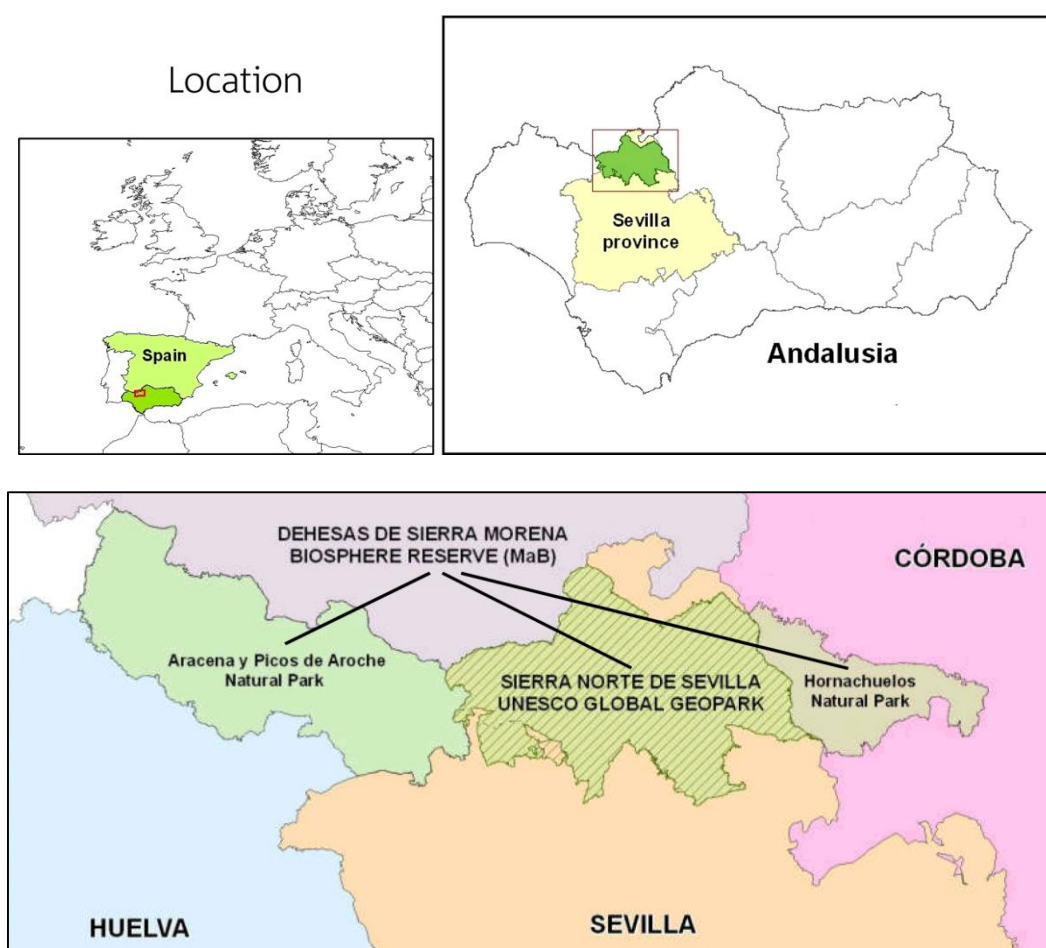 Location
Spain
Sevilla
province
Andalusia
DEHESAS DE SIERRA MORENA
BIOSPHERE RESERVE (MaB)
CÓRDOBA
Aracena y Picos de Aroche
Natural Park
SIERRA NORTE DE SEVILLA
UNESCO GLOBAL GEOPARK
Hornachuelos
Natural Park
HUELVA
SEVILLA